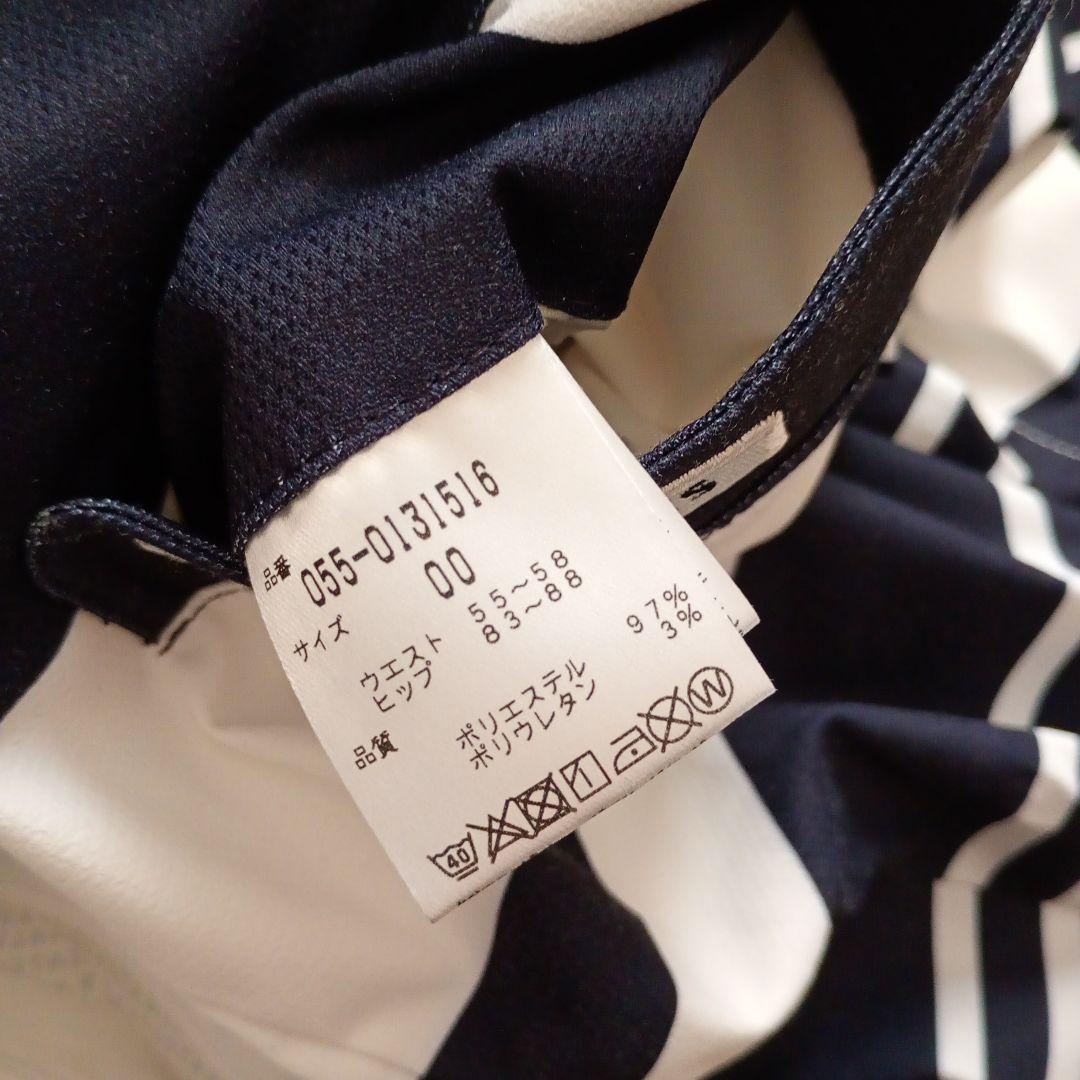 品番 055-0131516
サイズ 00
ウエスト 55~58
ヒップ 83~88
品質 ポリエステル 97%
ポリウレタン 3%
40 W